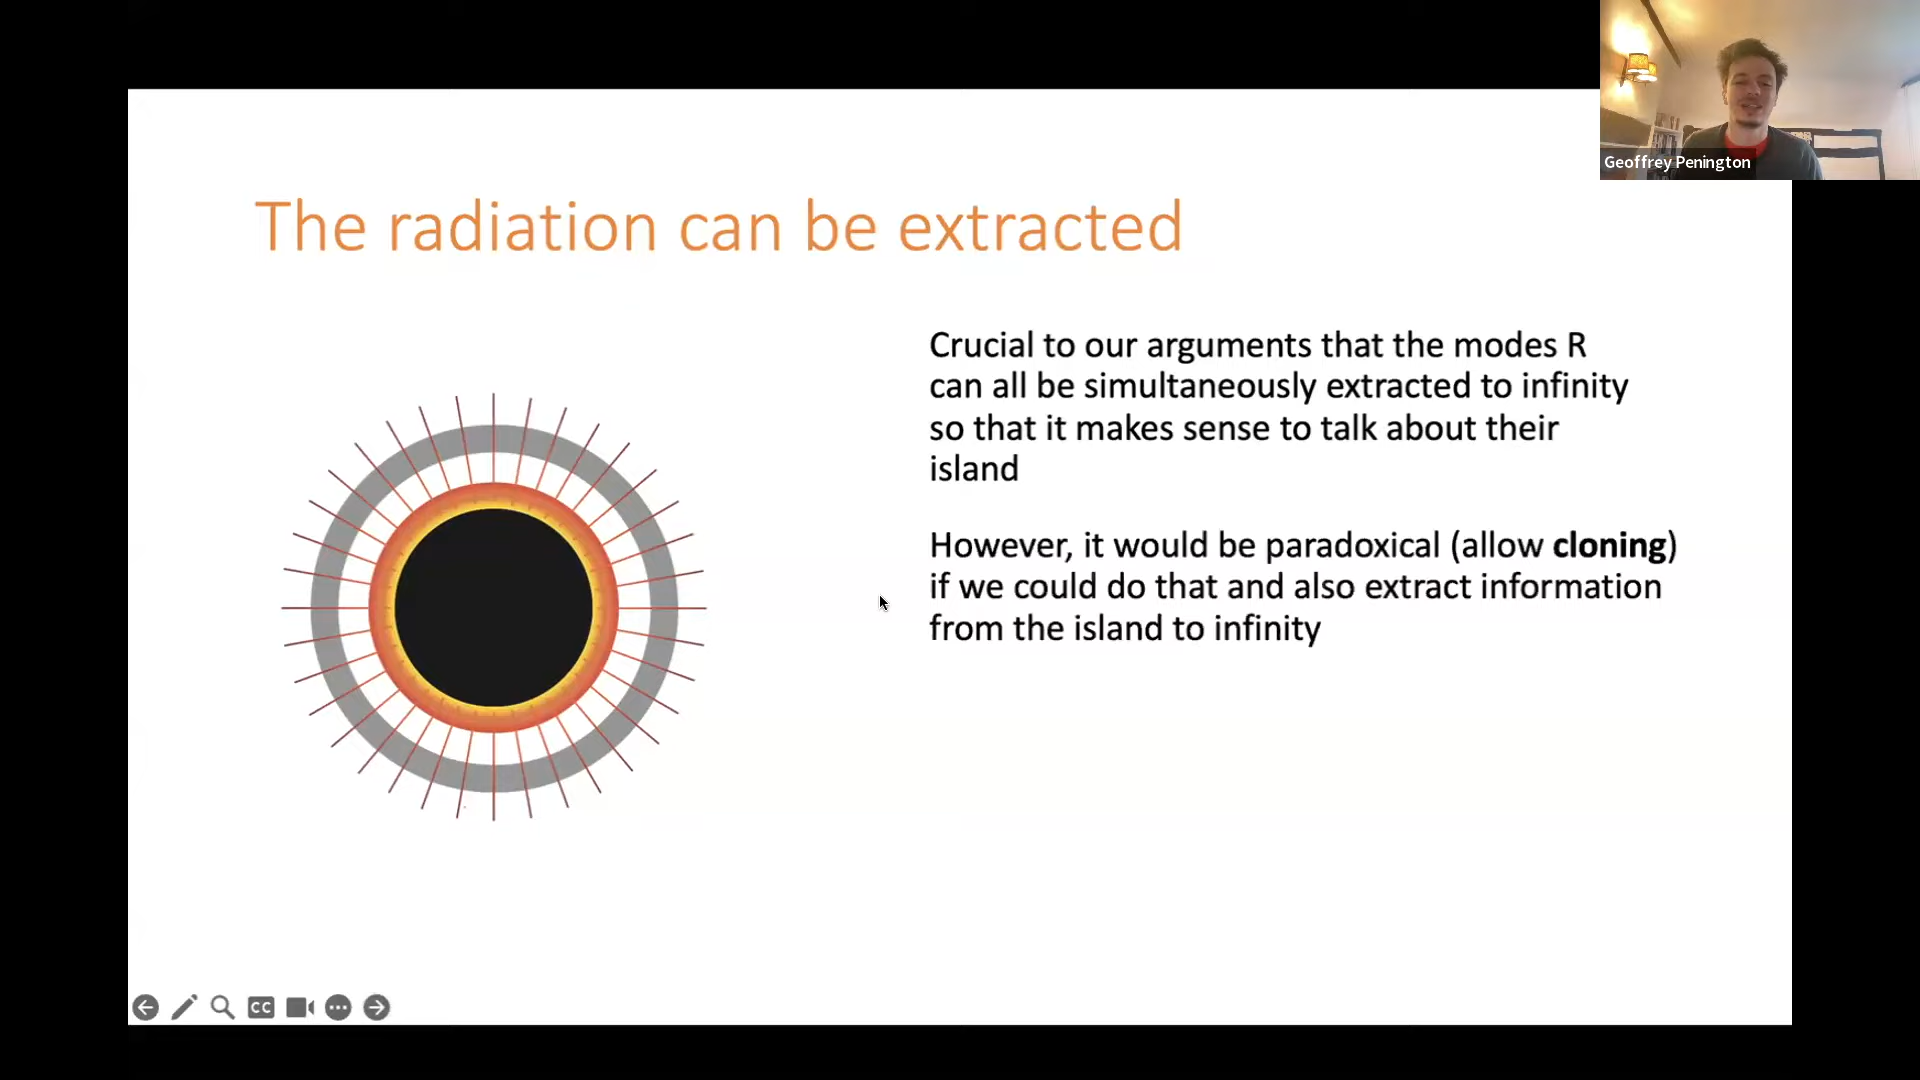 Geoffrey Penington
The radiation can be extracted
Crucial to our arguments that the modes R
can all be simultaneously extracted to infinity
so that it makes sense to talk about their
island
However, it would be paradoxical (allow cloning)
if we could do that and also extract information
from the island to infinity
CC